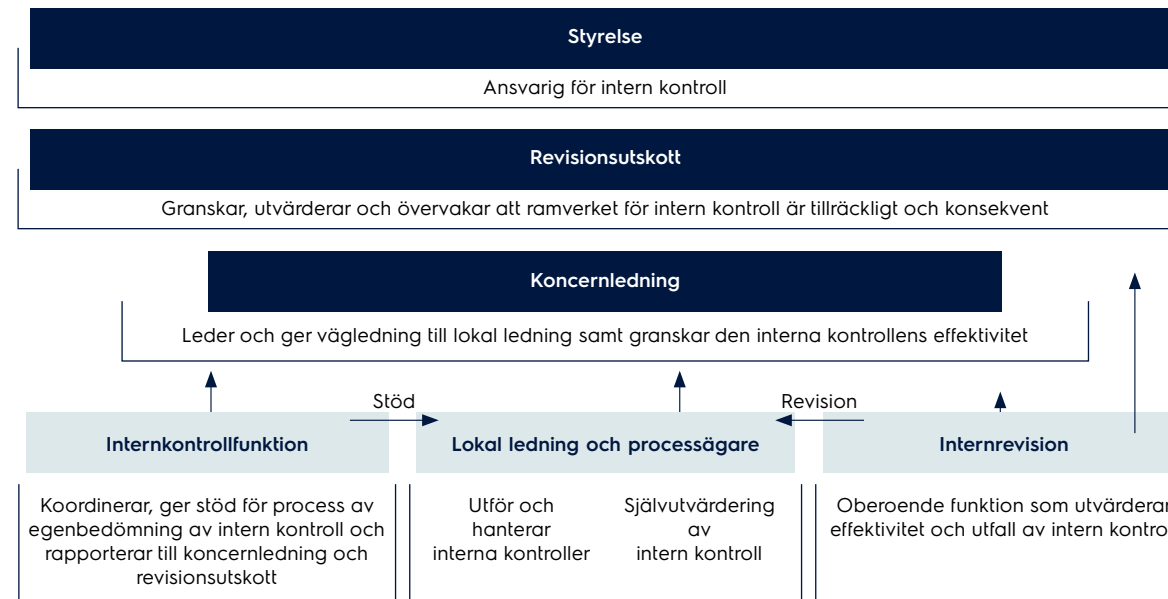 Styrelse
Ansvarig för intern kontroll
Revisionsutskott
Granskar, utvärderar och övervakar att ramverket för intern kontroll är tillräckligt och konsekvent
Koncernledning
Leder och ger vägledning till lokal ledning samt granskar den interna kontrollens effektivitet
Stöd
Revision
Internkontrollfunktion
Lokal ledning och processägare
Internrevision
Koordinerar, ger stöd för process av
egenbedömning av intern kontroll och
rapporterar till koncernledning och
revisionsutskott
Utför och
hanterar
interna kontroller
Självutvärdering
av
intern kontroll
Oberoende funktion som utvärderar
effektivitet och utfall av intern